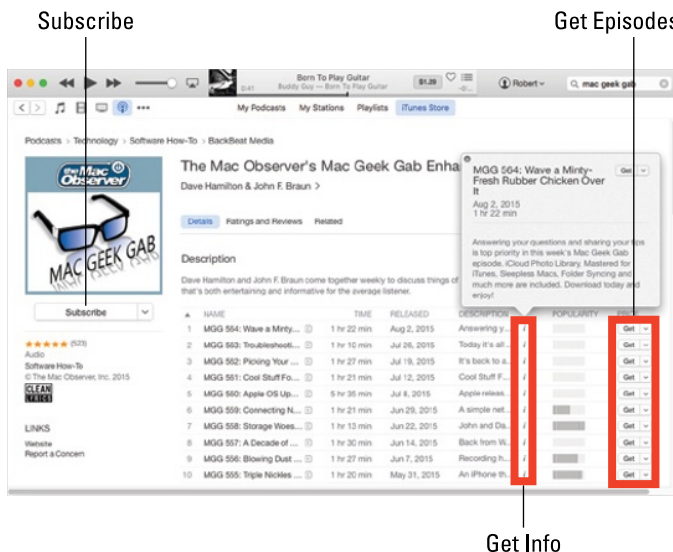 Subscribe
Get Episodes
Born To Play Guitar
0:41 Buddy Guy — Born To Play Guitar
$1.29
Robert
mac geek gab
My Podcasts My Stations Playlists iTunes Store
Podcasts > Technology > Software How-To > BackBeat Media
the Mac Observer
MAC GEEK GAB
The Mac Observer's Mac Geek Gab Enha
Dave Hamilton & John F. Braun >
Details Ratings and Reviews Related
Description
Dave Hamilton and John F. Braun come together weekly to discuss things of
that's both entertaining and informative for the average listener.
MGG 564: Wave a Minty-
Fresh Rubber Chicken Over
It
Get
Aug 2, 2015
1 hr 22 min
Answering your questions and sharing your tips
is top priority in this week's Mac Geek Gab
episode. iCloud Photo Library, Mastered for
iTunes, Sleepless Macs, Folder Syncing and
much more are included. Download today and
enjoy!
Subscribe
(523)
Audio
Software How-To
© The Mac Observer, Inc. 2015
CLEAN
LYRICS
LINKS
Website
Report a Concern
NAME TIME RELEASED DESCRIPTION POPULARITY
1 MGG 564: Wave a Minty... 1 hr 22 min Aug 2, 2015 Answering y... i Get
2 MGG 563: Troubleshooti... 1 hr 10 min Jul 26, 2015 Today it's all... i Get
3 MGG 562: Picking Your ... 1 hr 27 min Jul 19, 2015 It's back to a... i Get
4 MGG 561: Cool Stuff Fo... 1 hr 21 min Jul 12, 2015 Cool Stuff F... i Get
5 MGG 560: Apple OS Up... 5 hr 35 min Jul 8, 2015 Apple releas... i Get
6 MGG 559: Connecting N... 1 hr 21 min Jun 29, 2015 A simple net... i Get
7 MGG 558: Storage Woes... 1 hr 13 min Jun 22, 2015 John and Da... i Get
8 MGG 557: A Decade of ... 1 hr 30 min Jun 14, 2015 Back from W... i Get
9 MGG 556: Blowing Dust ... 1 hr 27 min Jun 7, 2015 Recording h... i Get
10 MGG 555: Triple Nickles ... 1 hr 20 min May 31, 2015 An iPhone th... i Get
Get Info